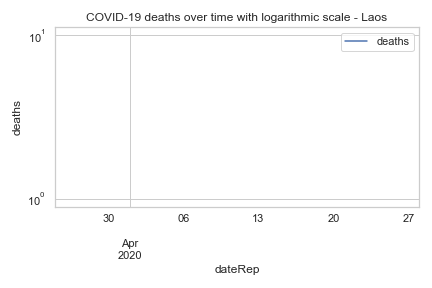 COVID-19 deaths over time with logarithmic scale - Laos
deaths
10¹
deaths
10⁰
30 06 13 20 27
Apr
2020
dateRep